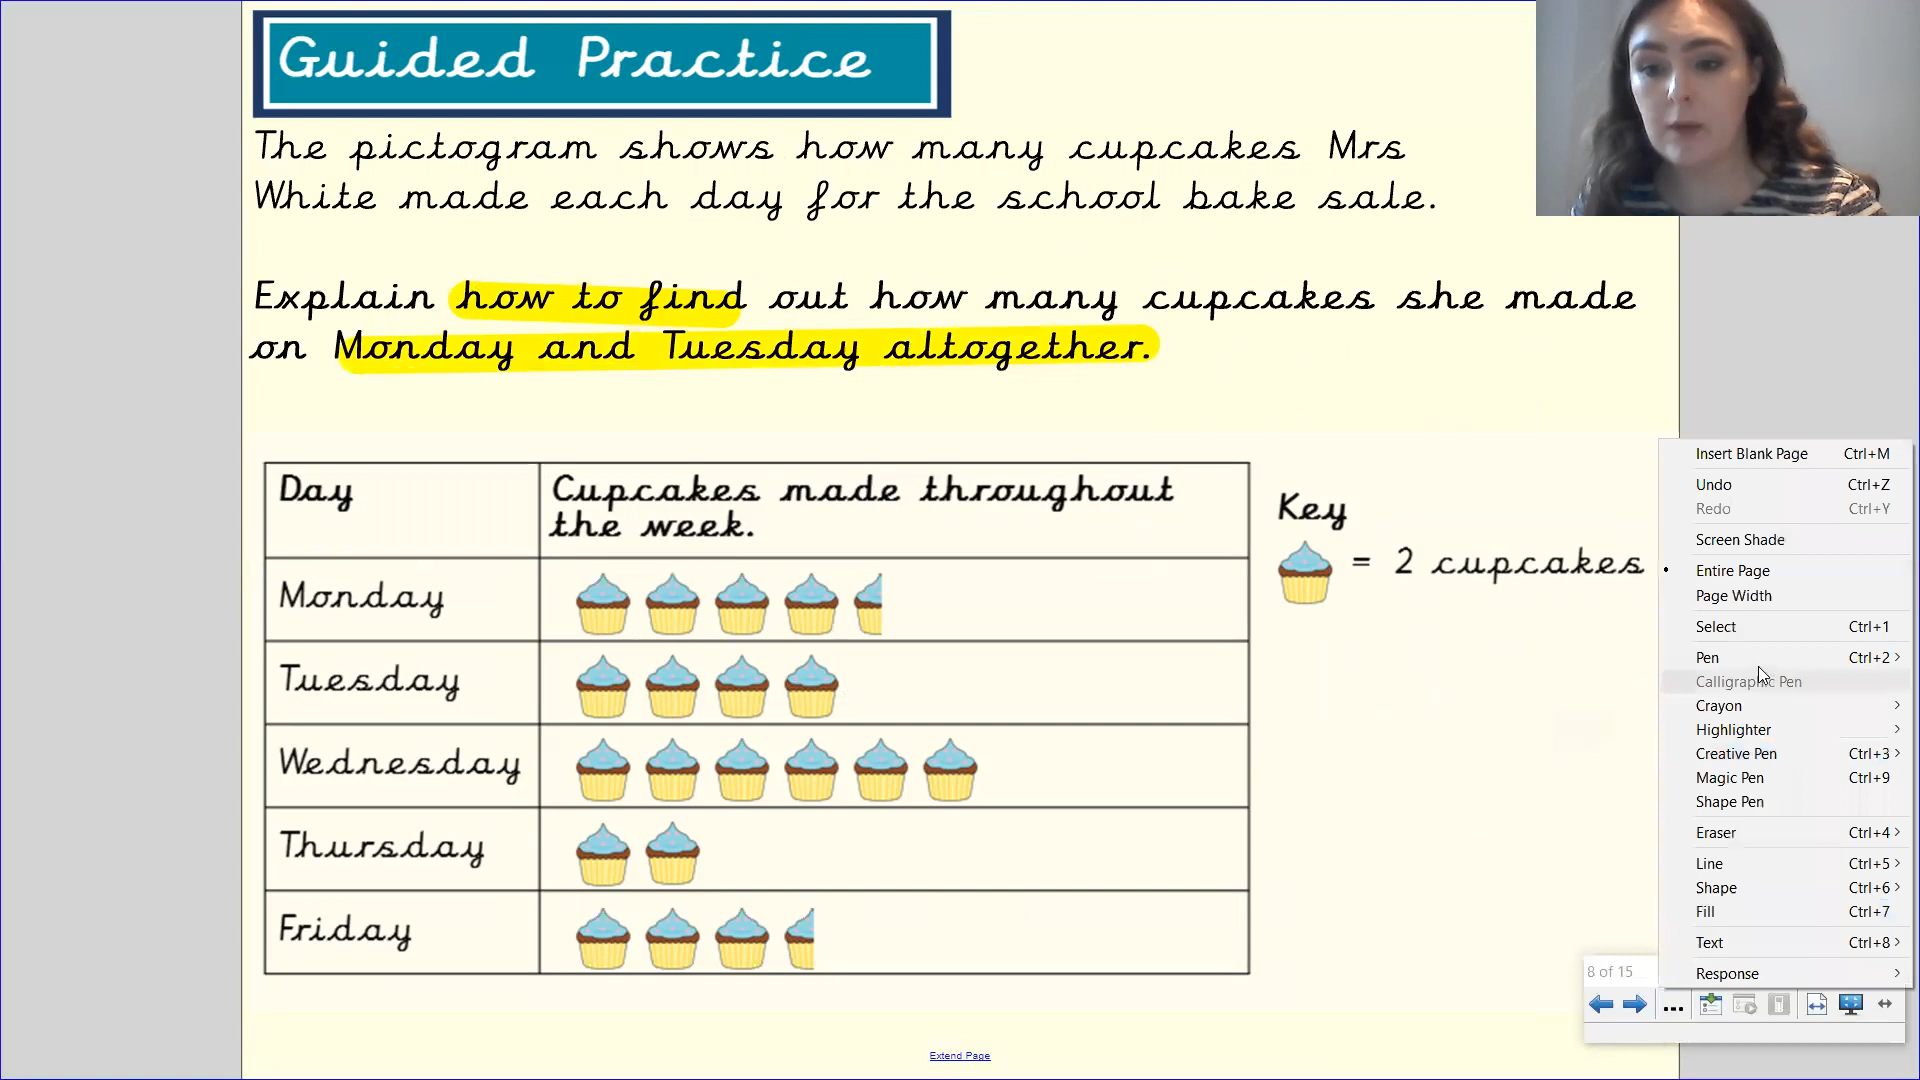 Guided Practice
The pictogram shows how many cupcakes Mrs
White made each day for the school bake sale.
Explain how to find out how many cupcakes she made
on Monday and Tuesday altogether.
Day
Cupcakes made throughout
the week.
Monday
Tuesday
Wednesday
Thursday
Friday
Key
= 2 cupcakes
Insert Blank Page Ctrl+M
Undo Ctrl+Z
Redo Ctrl+Y
Screen Shade
Entire Page
Page Width
Select Ctrl+1
Pen Ctrl+2
Calligraphic Pen
Crayon
Highlighter
Creative Pen Ctrl+3
Magic Pen Ctrl+9
Shape Pen
Eraser Ctrl+4
Line Ctrl+5
Shape Ctrl+6
Fill Ctrl+7
Text Ctrl+8
Response
8 of 15
Extend Page